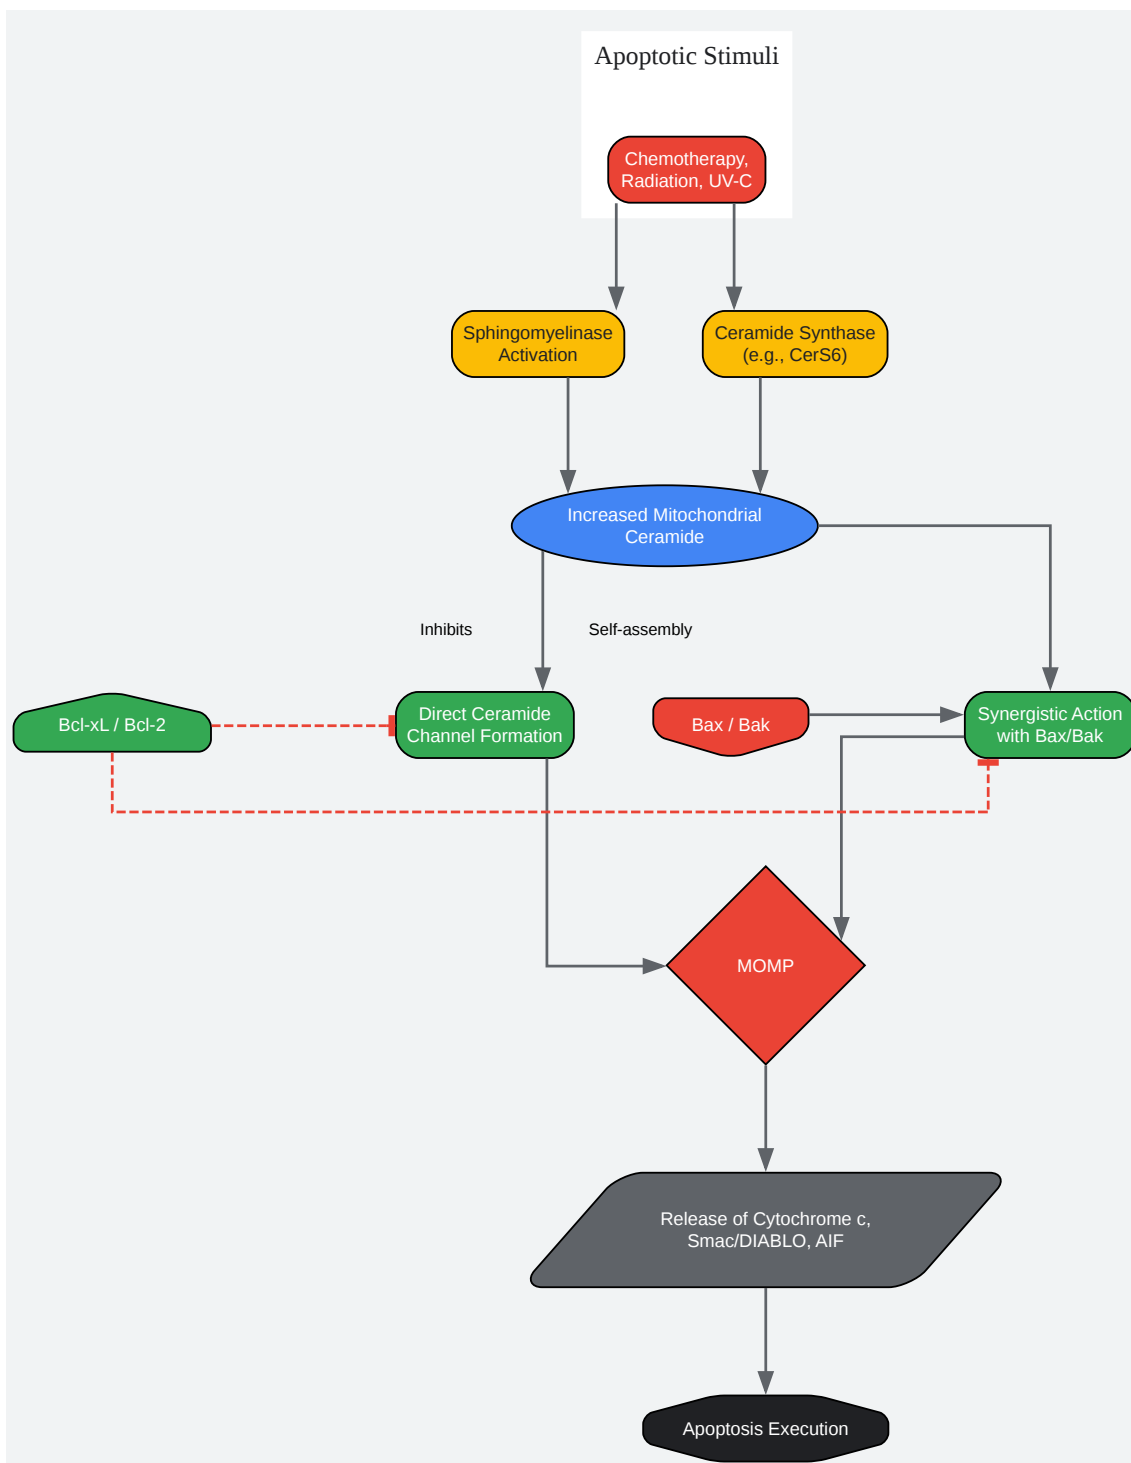 Apoptotic Stimuli
Chemotherapy,
Radiation, UV-C
Sphingomyelinase
Activation
Ceramide Synthase
(e.g., CerS6)
Increased Mitochondrial
Ceramide
Inhibits
Self-assembly
Bcl-xL / Bcl-2
Direct Ceramide
Channel Formation
Bax / Bak
Synergistic Action
with Bax/Bak
MOMP
Release of Cytochrome c,
Smac/DIABLO, AIF
Apoptosis Execution